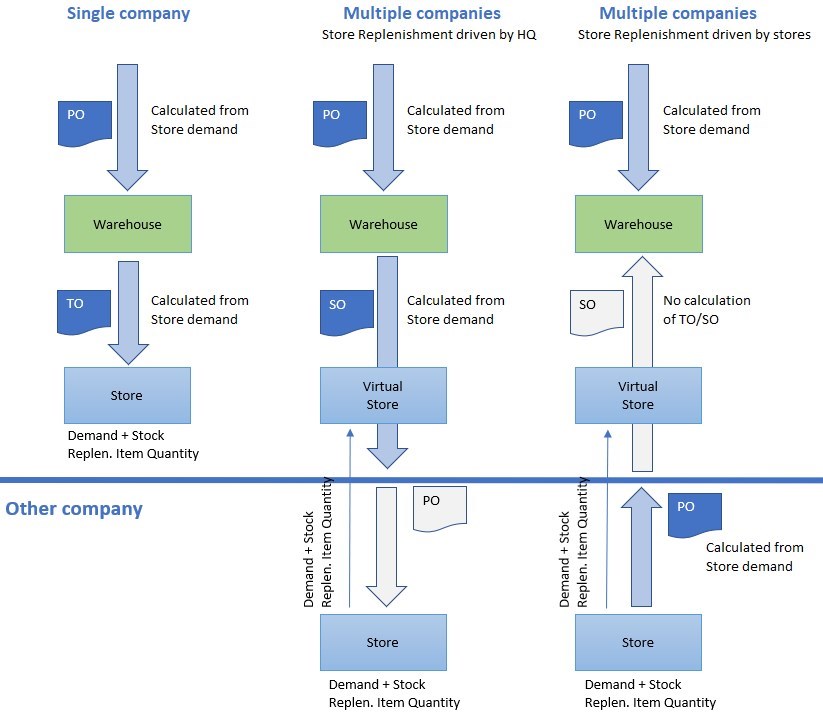 Single company
PO
Calculated from
Store demand
Warehouse
TO
Calculated from
Store demand
Store
Demand + Stock
Replen. Item Quantity
Multiple companies
Store Replenishment driven by HQ
PO
Calculated from
Store demand
Warehouse
SO
Calculated from
Store demand
Virtual
Store
Demand + Stock
Replen. Item Quantity
PO
Store
Demand + Stock
Replen. Item Quantity
Multiple companies
Store Replenishment driven by stores
PO
Calculated from
Store demand
Warehouse
SO
No calculation
of TO/SO
Virtual
Store
Demand + Stock
Replen. Item Quantity
PO
Calculated from
Store demand
Store
Demand + Stock
Replen. Item Quantity
Other company